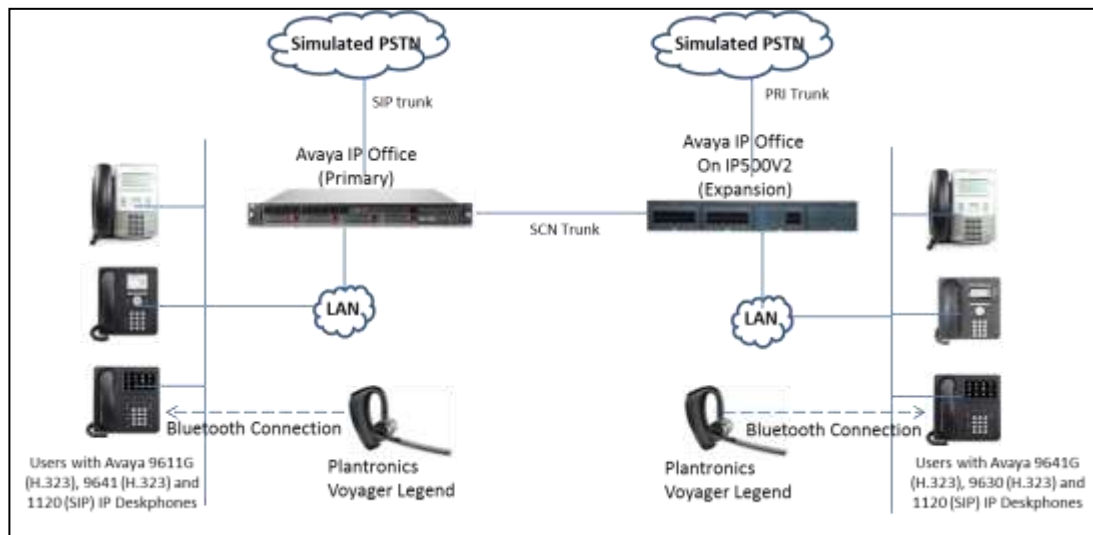 Simulated PSTN
Simulated PSTN
SIP trunk
PRI Trunk
Avaya IP Office
(Primary)
Avaya IP Office
On IP500V2
(Expansion)
SCN Trunk
LAN
LAN
Bluetooth Connection
Bluetooth Connection
Users with Avaya 9611G
(H.323), 9641 (H.323) and
1120 (SIP) IP Deskphones
Plantronics
Voyager Legend
Plantronics
Voyager Legend
Users with Avaya 9641G
(H.323), 9630 (H.323) and
1120 (SIP) IP Deskphones